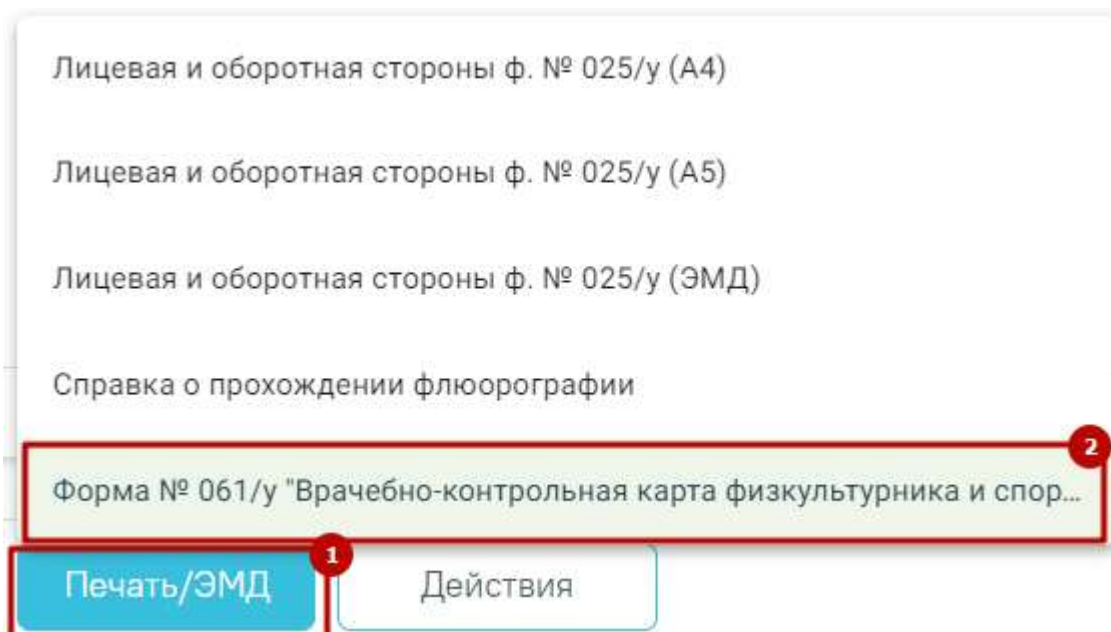 Лицевая и оборотная стороны ф. № 025/у (А4)
Лицевая и оборотная стороны ф. № 025/у (А5)
Лицевая и оборотная стороны ф. № 025/у (ЭМД)
Справка о прохождении флюорографии
2
Форма № 061/у "Врачебно-контрольная карта физкультурника и спор...
1
Печать/ЭМД
Действия